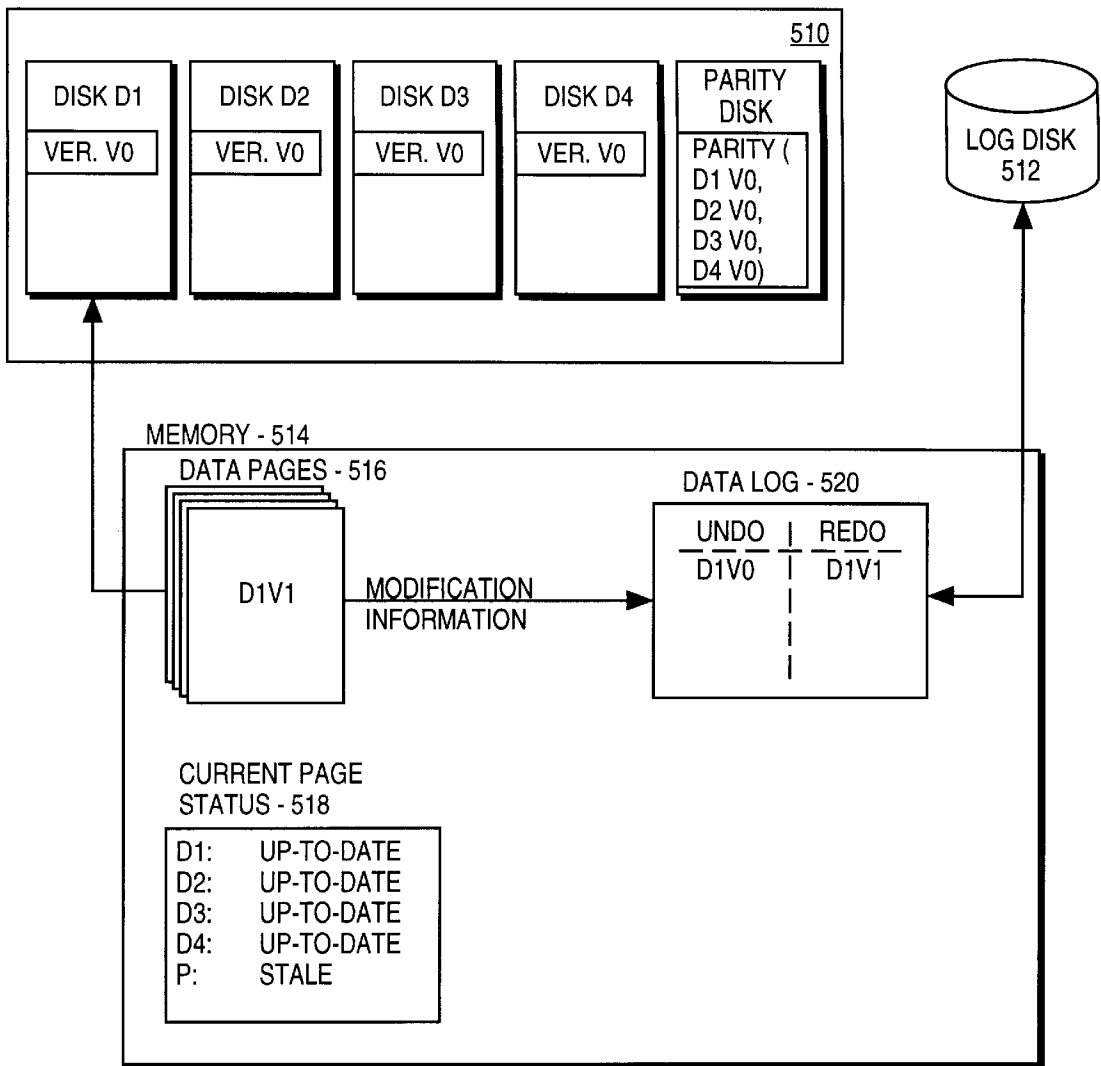 510
DISK D1
VER. V0
DISK D2
VER. V0
DISK D3
VER. V0
DISK D4
VER. V0
PARITY
DISK
PARITY (
D1 V0,
D2 V0,
D3 V0,
D4 V0)
LOG DISK
512
MEMORY - 514
DATA PAGES - 516
D1V1
MODIFICATION
INFORMATION
DATA LOG - 520
UNDO REDO
D1V0 D1V1
CURRENT PAGE
STATUS - 518
D1: UP-TO-DATE
D2: UP-TO-DATE
D3: UP-TO-DATE
D4: UP-TO-DATE
P: STALE